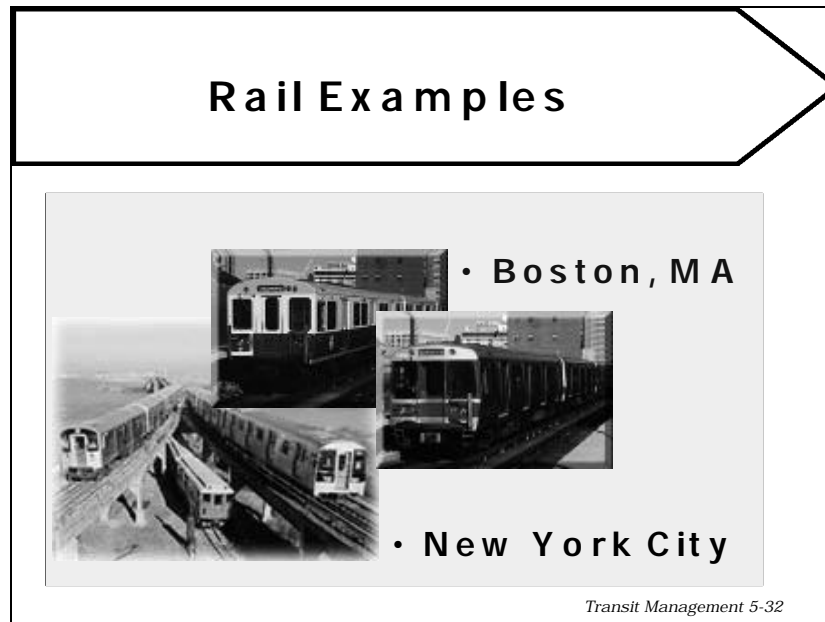 Rail Examples
• Boston, MA
• New York City
Transit Management 5-32